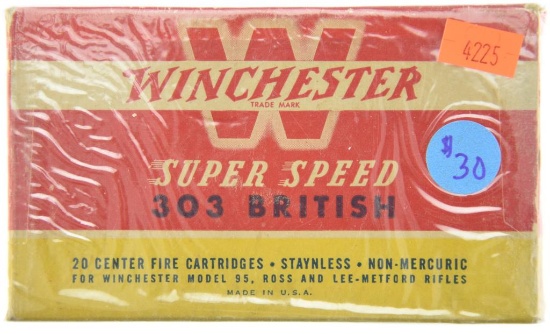 W
4225
WINCHESTER
TRADE MARK
$30
SUPER SPEED
303 BRITISH
20 CENTER FIRE CARTRIDGES • STAYNLESS • NON-MERCURIC
FOR WINCHESTER MODEL 95, ROSS AND LEE-METFORD RIFLES
MADE IN U.S.A.